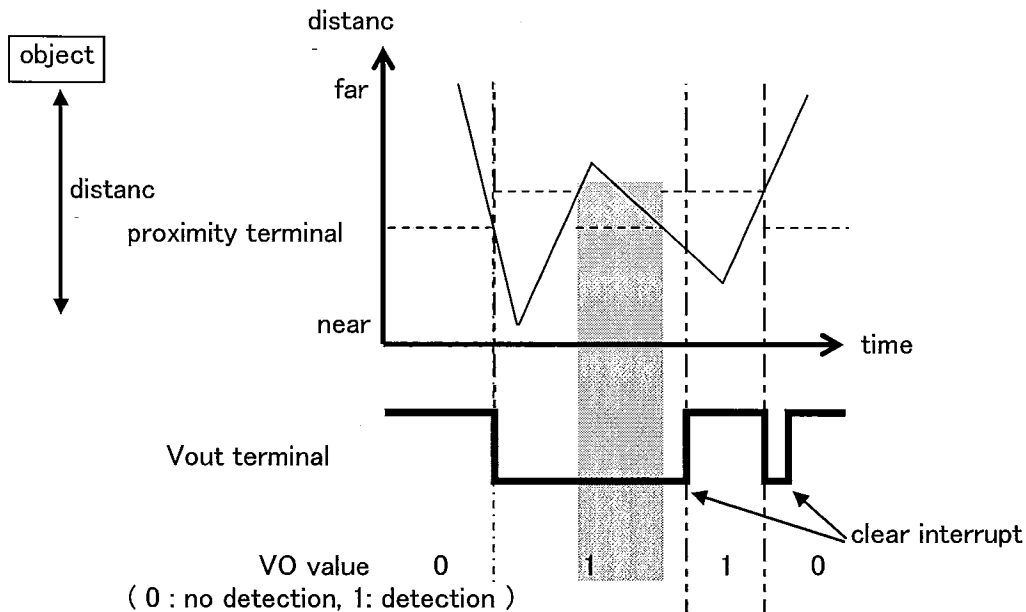 distanc
object
far
distanc
proximity terminal
near
time
Vout terminal
clear interrupt
VO value 0 1 1 0
( 0 : no detection, 1: detection )